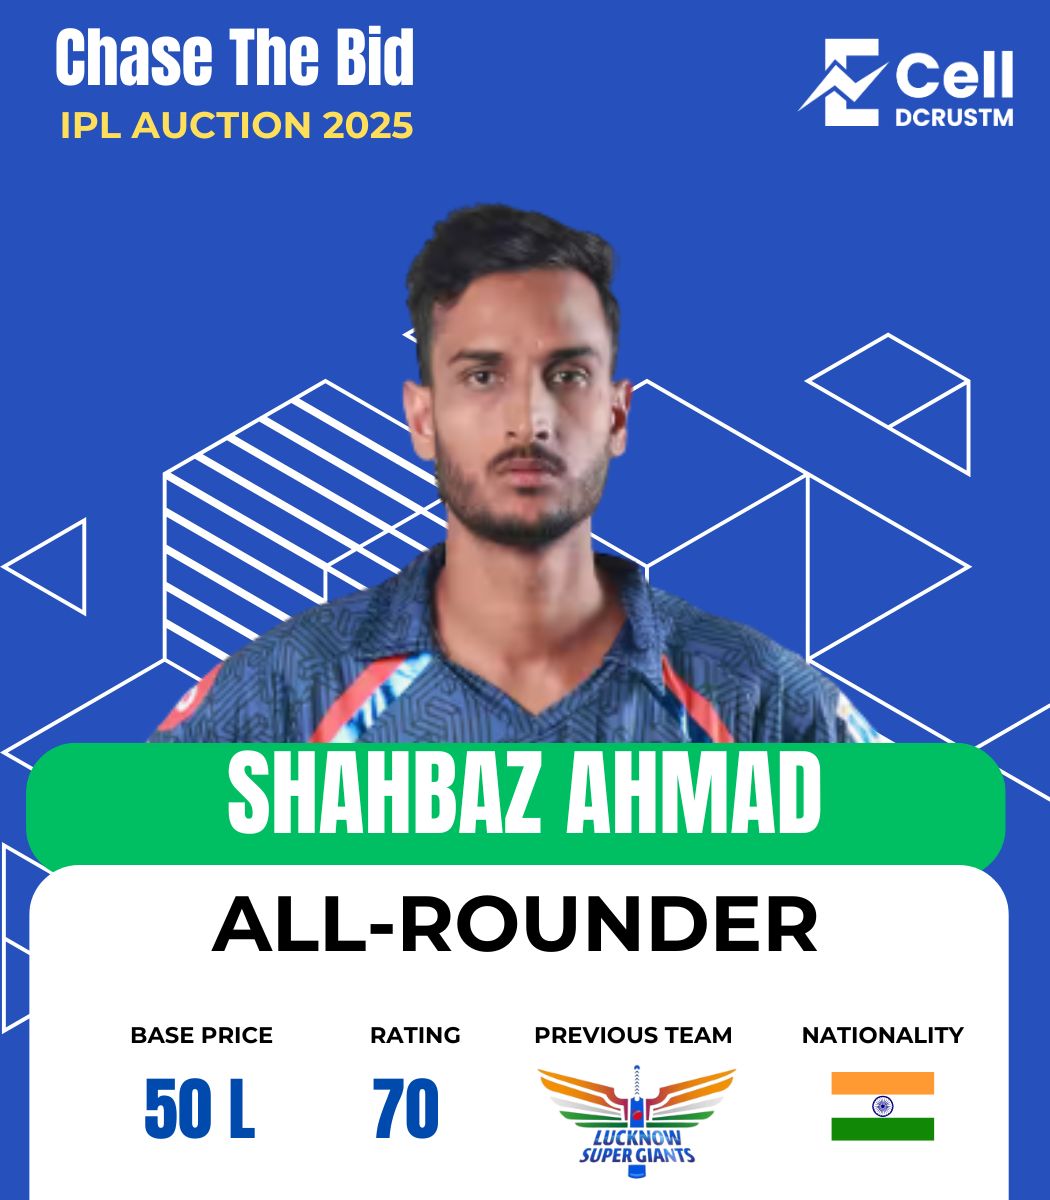 Chase The Bid
IPL AUCTION 2025
Cell
DCRUSTM
SHAHBAZ AHMAD
ALL-ROUNDER
BASE PRICE RATING PREVIOUS TEAM NATIONALITY
50 L 70
LUCKNOW
SUPER GIANTS